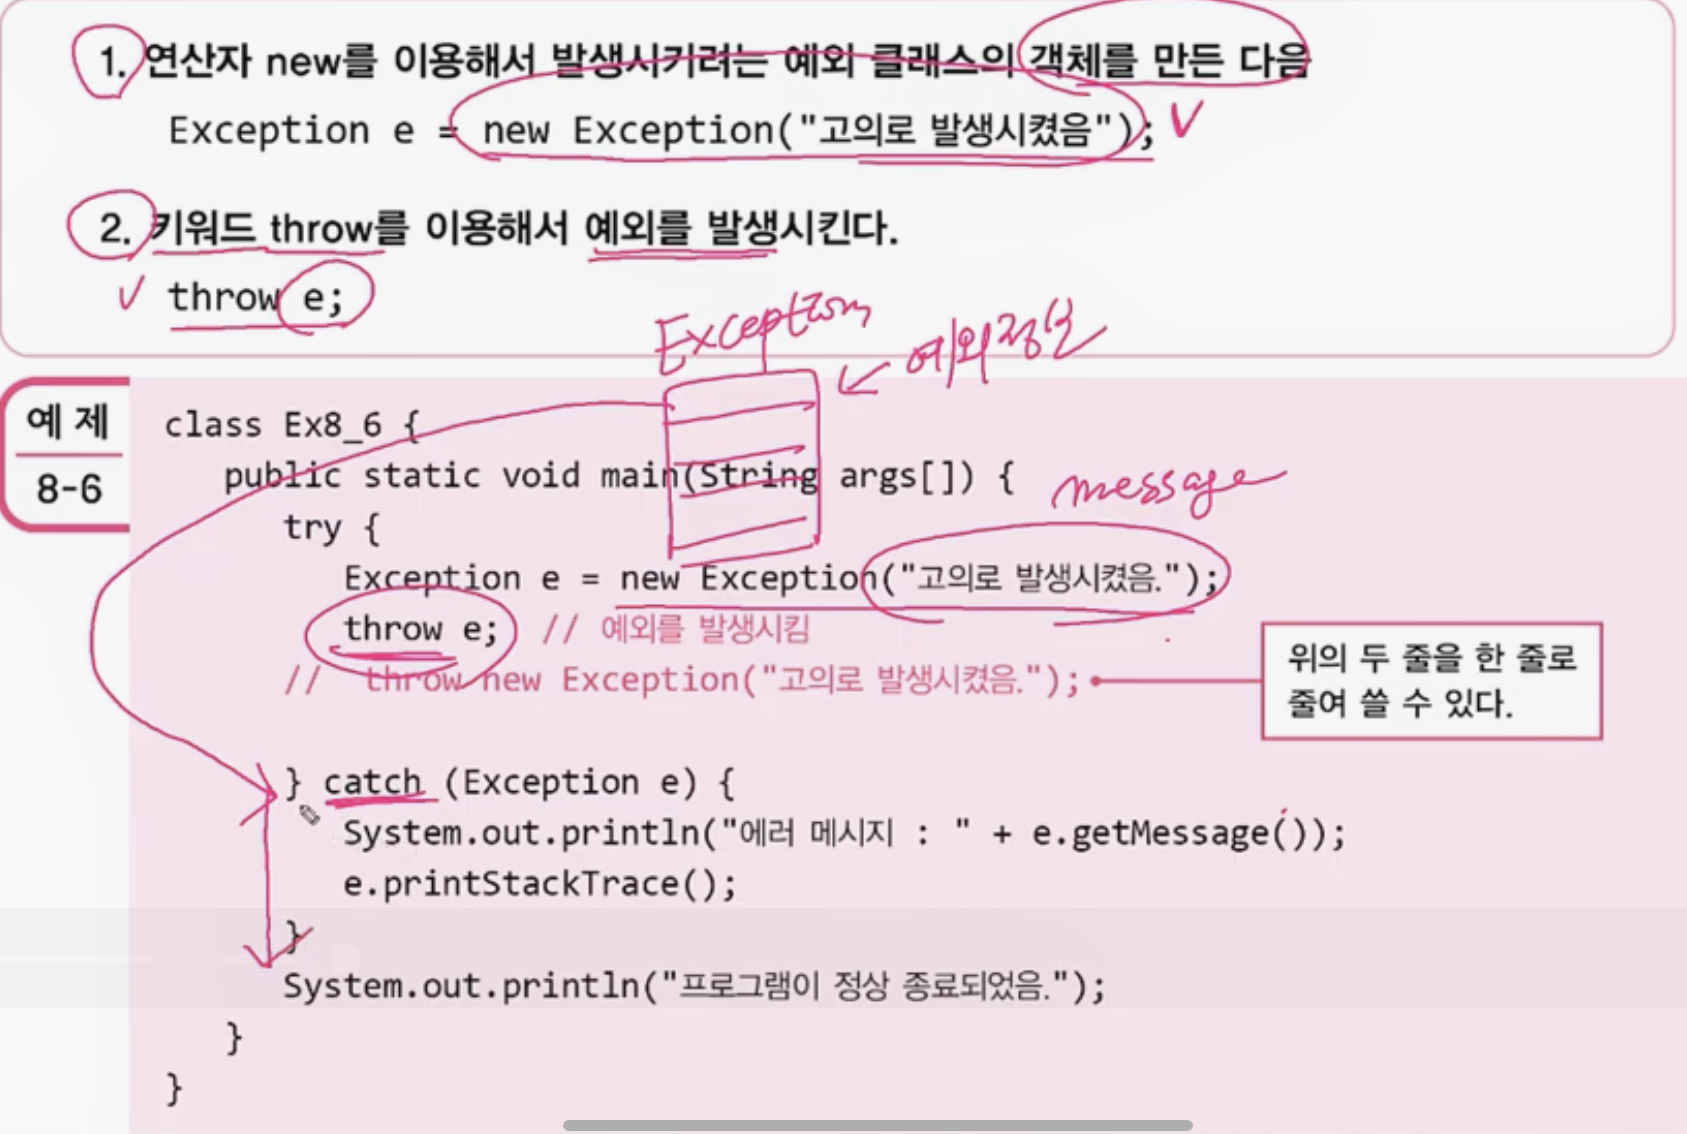 1. 연산자 new를 이용해서 발생시키려는 예외 클래스의 객체를 만든 다음
Exception e = new Exception("고의로 발생시켰음");
2. 키워드 throw를 이용해서 예외를 발생시킨다.
throw e;
Exception
예외정보
예 제
8-6
class Ex8_6 {
public static void main(String args[]) {
message
try {
Exception e = new Exception("고의로 발생시켰음.");
throw e; // 예외를 발생시킴
// throw new Exception("고의로 발생시켰음.");
위의 두 줄을 한 줄로
줄여 쓸 수 있다.
} catch (Exception e) {
System.out.println("에러 메시지 : " + e.getMessage());
e.printStackTrace();
}
System.out.println("프로그램이 정상 종료되었음.");
}
}